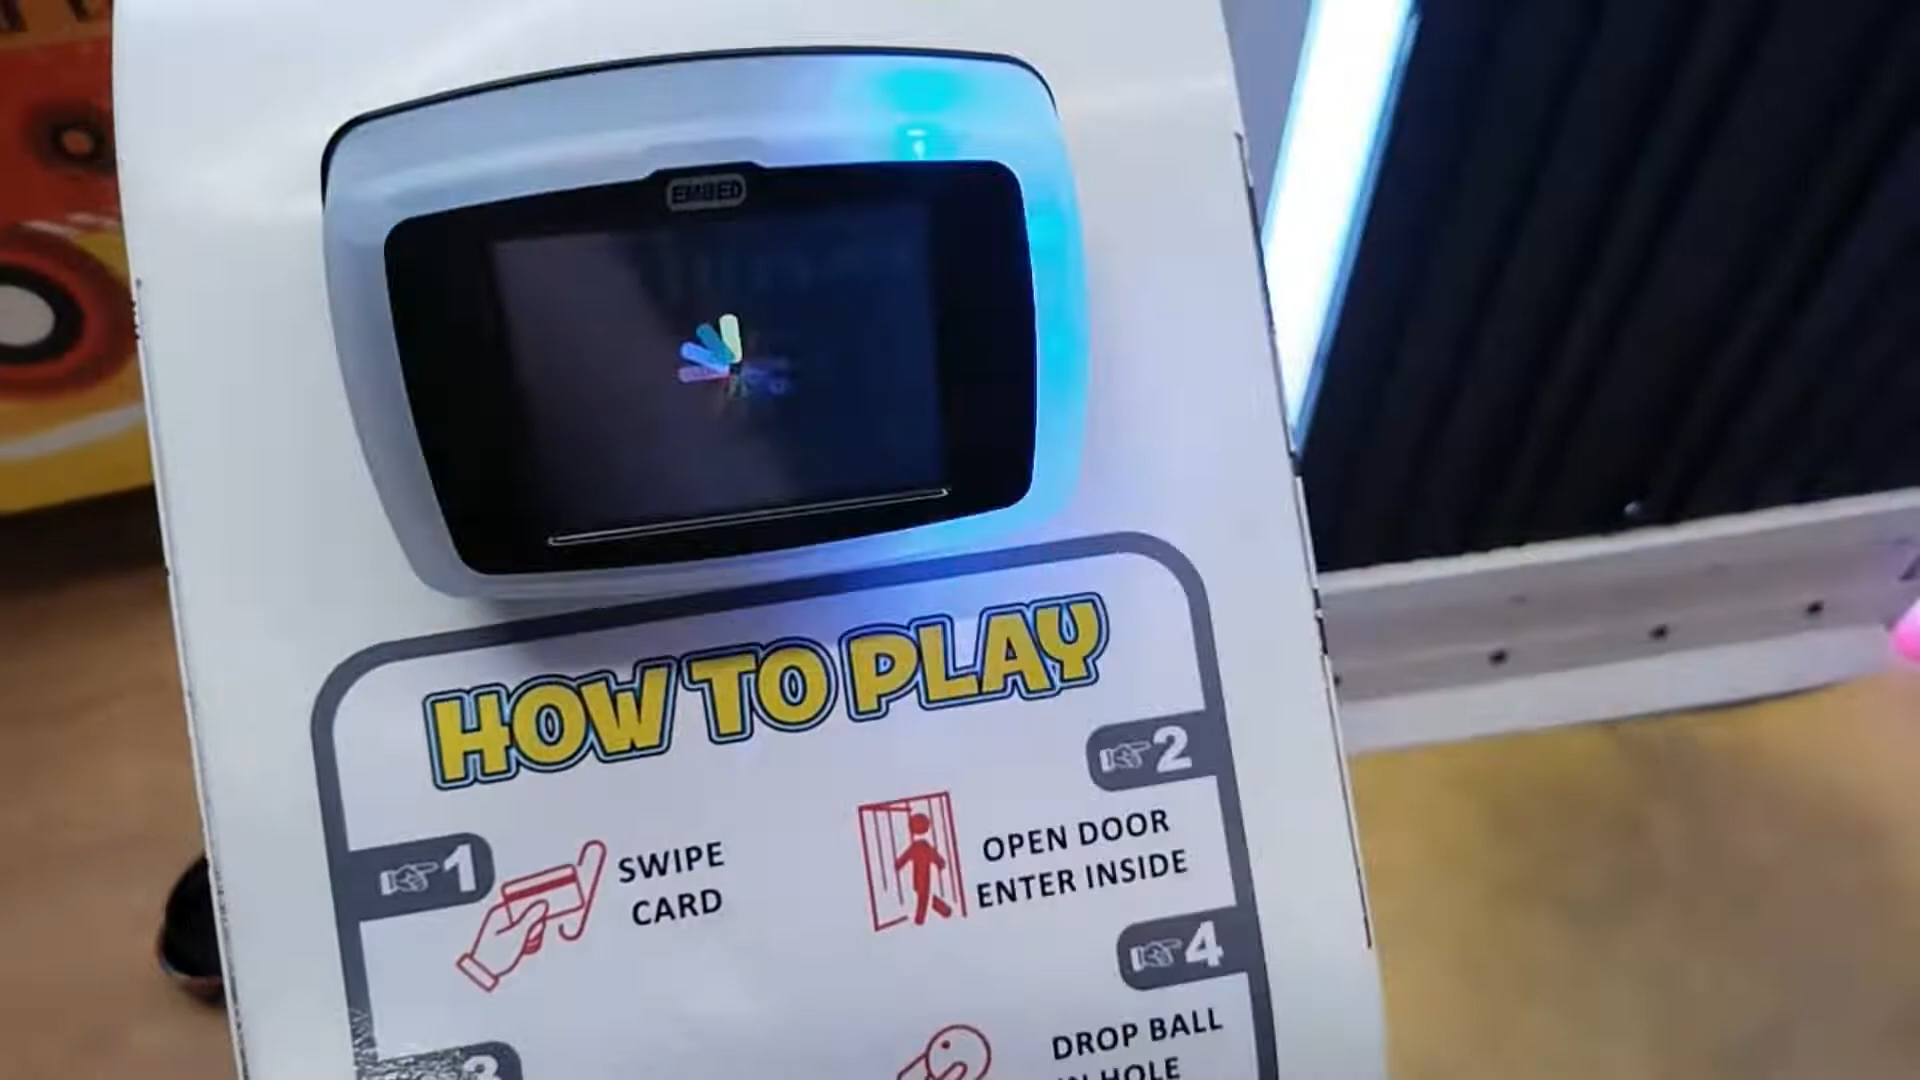 EMBED
HOW TO PLAY
1
SWIPE
CARD
2
OPEN DOOR
ENTER INSIDE
3
4
DROP BALL
IN HOLE